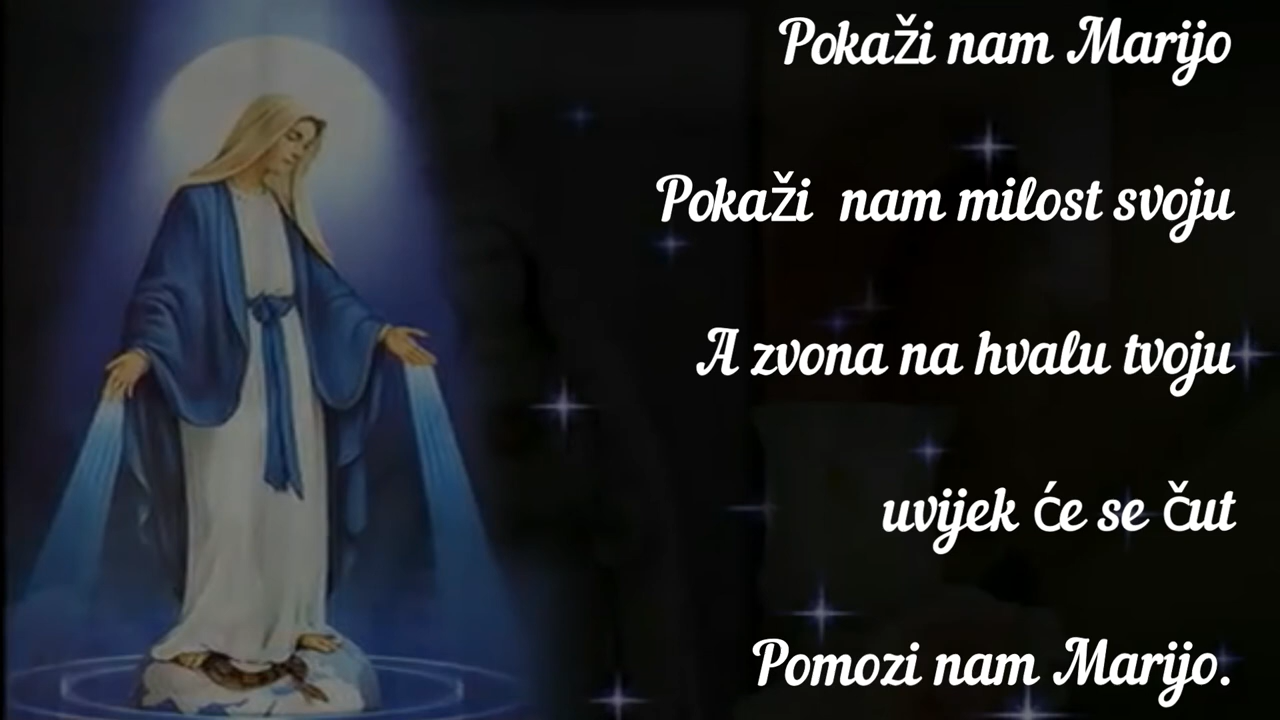 Pokaži nam Marijo
Pokaži nam milost svoju
A zvona na hvalu tvoju
uvijek će se čut
Pomozi nam Marijo.